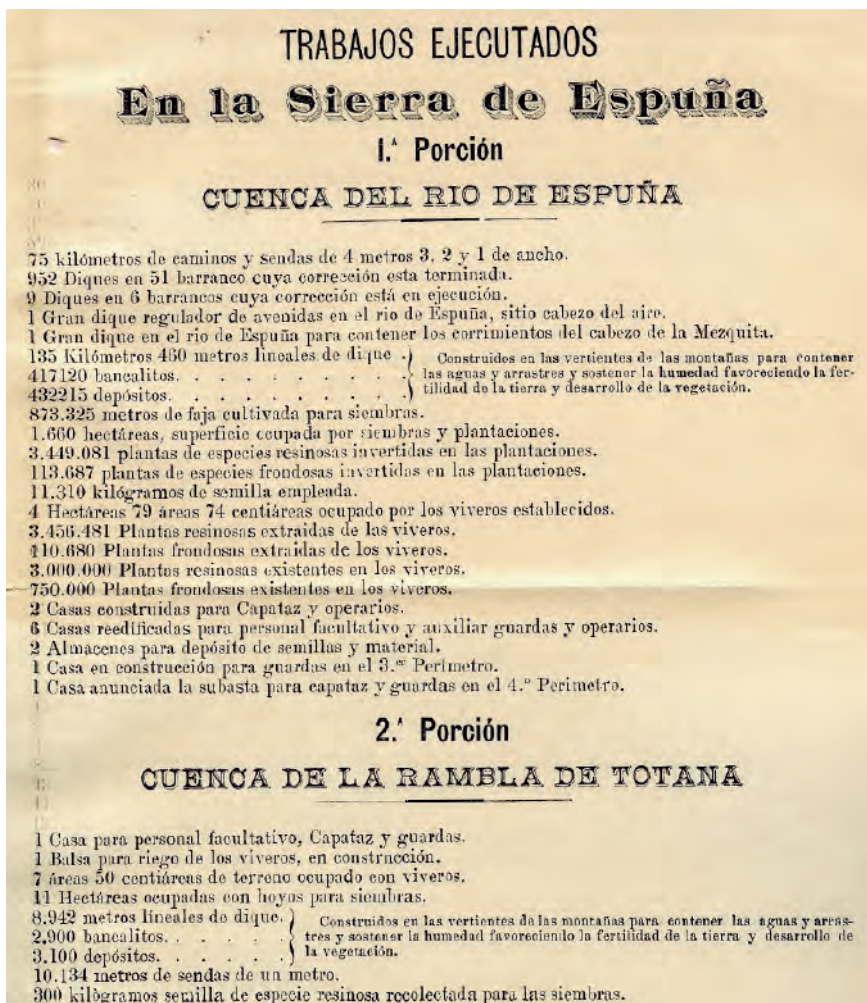 TRABAJOS EJECUTADOS
En la Sierra de Espuña
1.ª Porción
CUENCA DEL RIO DE ESPUÑA
75 kilómetros de caminos y sendas de 4 metros 3, 2 y 1 de ancho.
952 Diques en 51 barranco cuya corrección esta terminada.
9 Diques en 6 barrancos cuya corrección está en ejecución.
1 Gran dique regulador de avenidas en el rio de Espuña, sitio cabezo del aire.
1 Gran dique en el rio de Espuña para contener los corrimientos del cabezo de la Mezquita.
135 Kilómetros 460 metros lineales de dique .
417120 bancalitos. . . . . . . . .
432215 depósitos. . . . . . . . .
Construidos en las vertientes de las montañas para contener
las aguas y arrastres y sostener la humedad favoreciendo la fer-
tilidad de la tierra y desarrollo de la vegetación.
873.325 metros de faja cultivada para siembras.
1.660 hectáreas, superficie ocupada por siembras y plantaciones.
3.449.081 plantas de especies resinosas invertidas en las plantaciones.
113.687 plantas de especies frondosas invertidas en las plantaciones.
11.310 kilógramos de semilla empleada.
4 Hectáreas 79 áreas 74 centiáreas ocupado por los viveros establecidos.
3.456.481 Plantas resinosas extraidas de las viveros.
110.680 Plantas frondosas extraidas de los viveros.
3.000.000 Plantas resinosas existentes en los viveros.
750.000 Plantas frondosas existentes en los viveros.
2 Casas construidas para Capataz y operarios.
6 Casas reedificadas para personal facultativo y auxiliar guardas y operarios.
2 Almacenes para depósito de semillas y material.
1 Casa en construcción para guardas en el 3.er Perimetro.
1 Casa anunciada la subasta para capataz y guardas en el 4.º Perimetro.
2.ª Porción
CUENCA DE LA RAMBLA DE TOTANA
1 Casa para personal facultativo, Capataz y guardas.
1 Balsa para riego de los viveros, en construcción.
7 áreas 50 centiáreas de terreno ocupado con viveros.
11 Hectáreas ocupadas con hoyos para siembras.
8.942 metros lineales de dique.
2.900 bancalitos. . . . . .
3.100 depósitos. . . . . .
Construidos en las vertientes de las montañas para contener las aguas y arras-
tres y sostener la humedad favoreciendo la fertilidad de la tierra y desarrollo de
la vegetación.
10.134 metros de sendas de un metro.
300 kilógramos semilla de especie resinosa recolectada para las siembras.